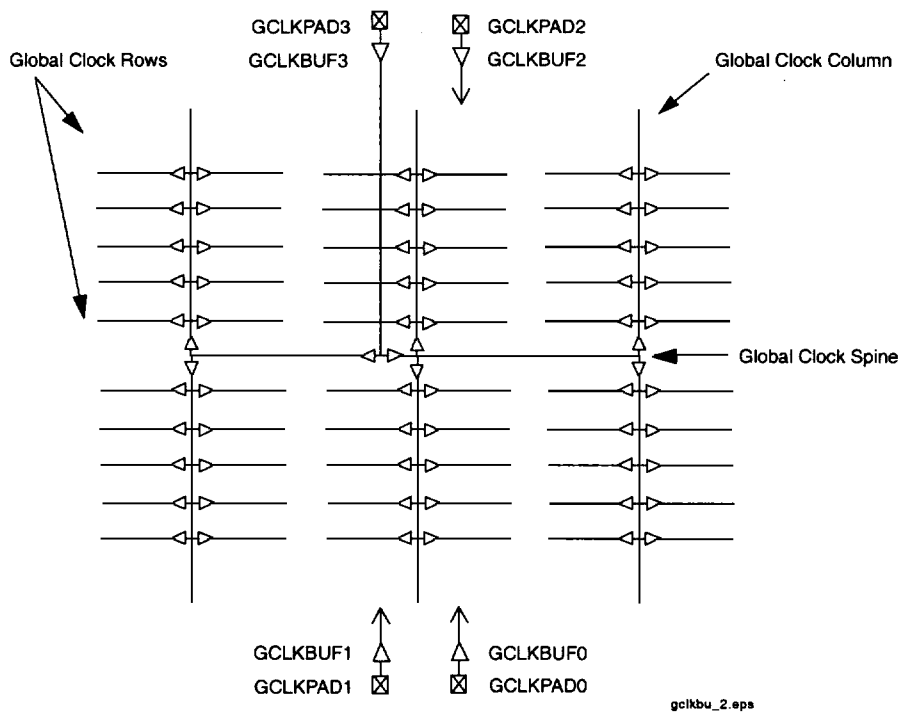 GCLKPAD3
GCLKPAD2
Global Clock Rows
GCLKBUF3
GCLKBUF2
Global Clock Column
Global Clock Spine
GCLKBUF1
GCLKBUF0
GCLKPAD1
GCLKPAD0
gclkbu_2.eps